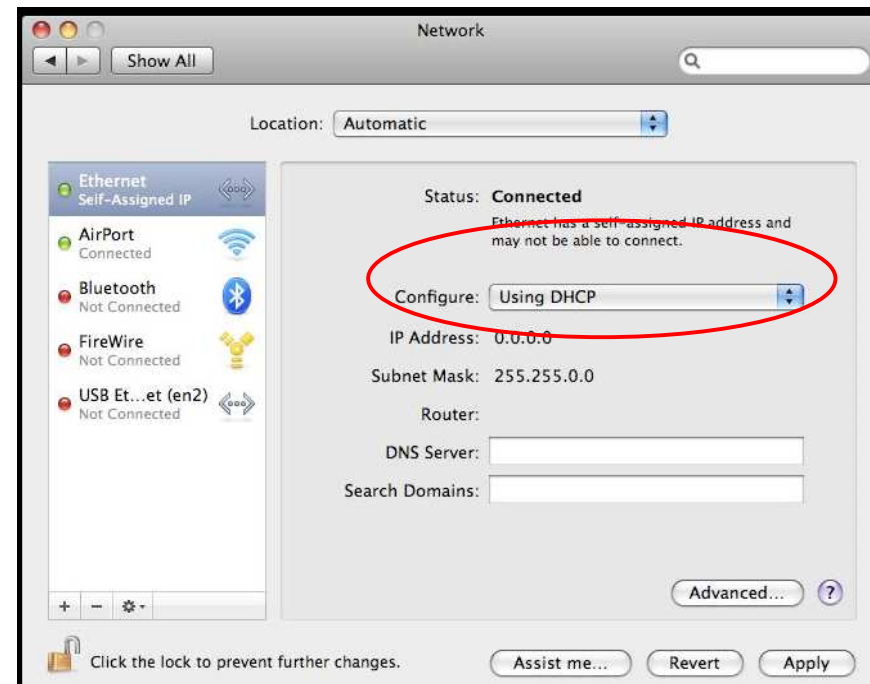 Network
Show All
Location: Automatic
Ethernet
Self-Assigned IP
AirPort
Connected
Bluetooth
Not Connected
FireWire
Not Connected
USB Et...et (en2)
Not Connected
Status: Connected
Ethernet has a self-assigned IP address and
may not be able to connect.
Configure: Using DHCP
IP Address: 0.0.0.0
Subnet Mask: 255.255.0.0
Router:
DNS Server:
Search Domains:
Advanced... ?
+ −
Click the lock to prevent further changes.
Assist me... Revert Apply